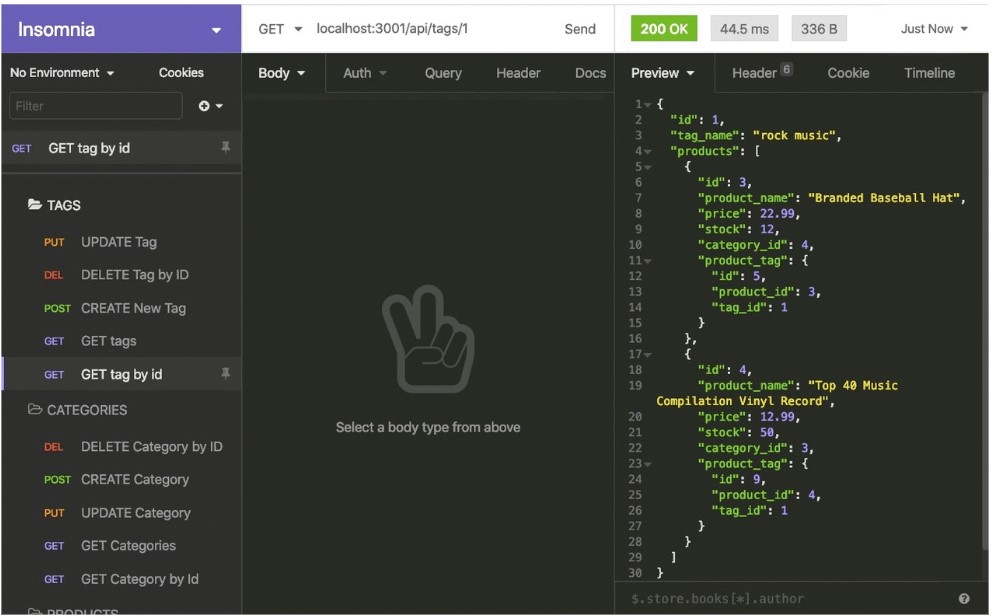 Insomnia
GET localhost:3001/api/tags/1 Send
200 OK 44.5 ms 336 B Just Now
No Environment Cookies
Body Auth Query Header Docs
Preview Header 6 Cookie Timeline
Filter
GET GET tag by id
TAGS
PUT UPDATE Tag
DEL DELETE Tag by ID
POST CREATE New Tag
GET GET tags
GET GET tag by id
CATEGORIES
DEL DELETE Category by ID
POST CREATE Category
PUT UPDATE Category
GET GET Categories
GET GET Category by Id
PRODUCTS
Select a body type from above
1 {
2 "id": 1,
3 "tag_name": "rock music",
4 "products": [
5 {
6 "id": 3,
7 "product_name": "Branded Baseball Hat",
8 "price": 22.99,
9 "stock": 12,
10 "category_id": 4,
11 "product_tag": {
12 "id": 5,
13 "product_id": 3,
14 "tag_id": 1
15 }
16 },
17 {
18 "id": 4,
19 "product_name": "Top 40 Music
Compilation Vinyl Record",
20 "price": 12.99,
21 "stock": 50,
22 "category_id": 3,
23 "product_tag": {
24 "id": 9,
25 "product_id": 4,
26 "tag_id": 1
27 }
28 }
29 ]
30 }
$.store.books[*].author